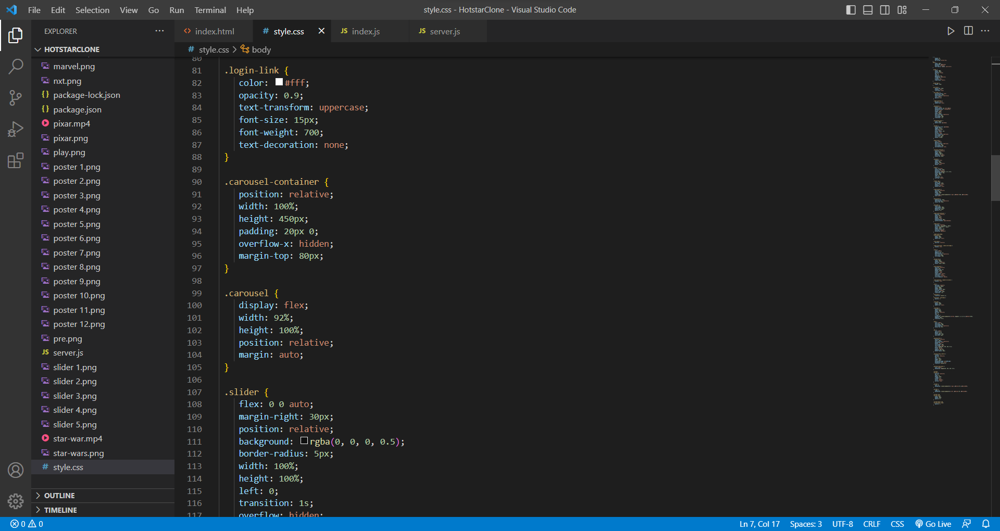 File Edit Selection View Go Run Terminal Help
style.css - HotstarClone - Visual Studio Code
EXPLORER
HOTSTARCLONE
marvel.png
nxt.png
package-lock.json
package.json
pixar.mp4
pixar.png
play.png
poster 1.png
poster 2.png
poster 3.png
poster 4.png
poster 5.png
poster 6.png
poster 7.png
poster 8.png
poster 9.png
poster 10.png
poster 11.png
poster 12.png
pre.png
JS server.js
slider 1.png
slider 2.png
slider 3.png
slider 4.png
slider 5.png
star-war.mp4
star-wars.png
# style.css
OUTLINE
TIMELINE
index.html # style.css JS index.js JS server.js
# style.css > body
80
81 .login-link {
82 color: #fff;
83 opacity: 0.9;
84 text-transform: uppercase;
85 font-size: 15px;
86 font-weight: 700;
87 text-decoration: none;
88 }
89
90 .carousel-container {
91 position: relative;
92 width: 100%;
93 height: 450px;
94 padding: 20px 0;
95 overflow-x: hidden;
96 margin-top: 80px;
97 }
98
99 .carousel {
100 display: flex;
101 width: 92%;
102 height: 100%;
103 position: relative;
104 margin: auto;
105 }
106
107 .slider {
108 flex: 0 0 auto;
109 margin-right: 30px;
110 position: relative;
111 background: rgba(0, 0, 0, 0.5);
112 border-radius: 5px;
113 width: 100%;
114 height: 100%;
115 left: 0;
116 transition: 1s;
117 overflow: hidden;
0 0
Ln 7, Col 17 Spaces: 3 UTF-8 CRLF CSS Go Live